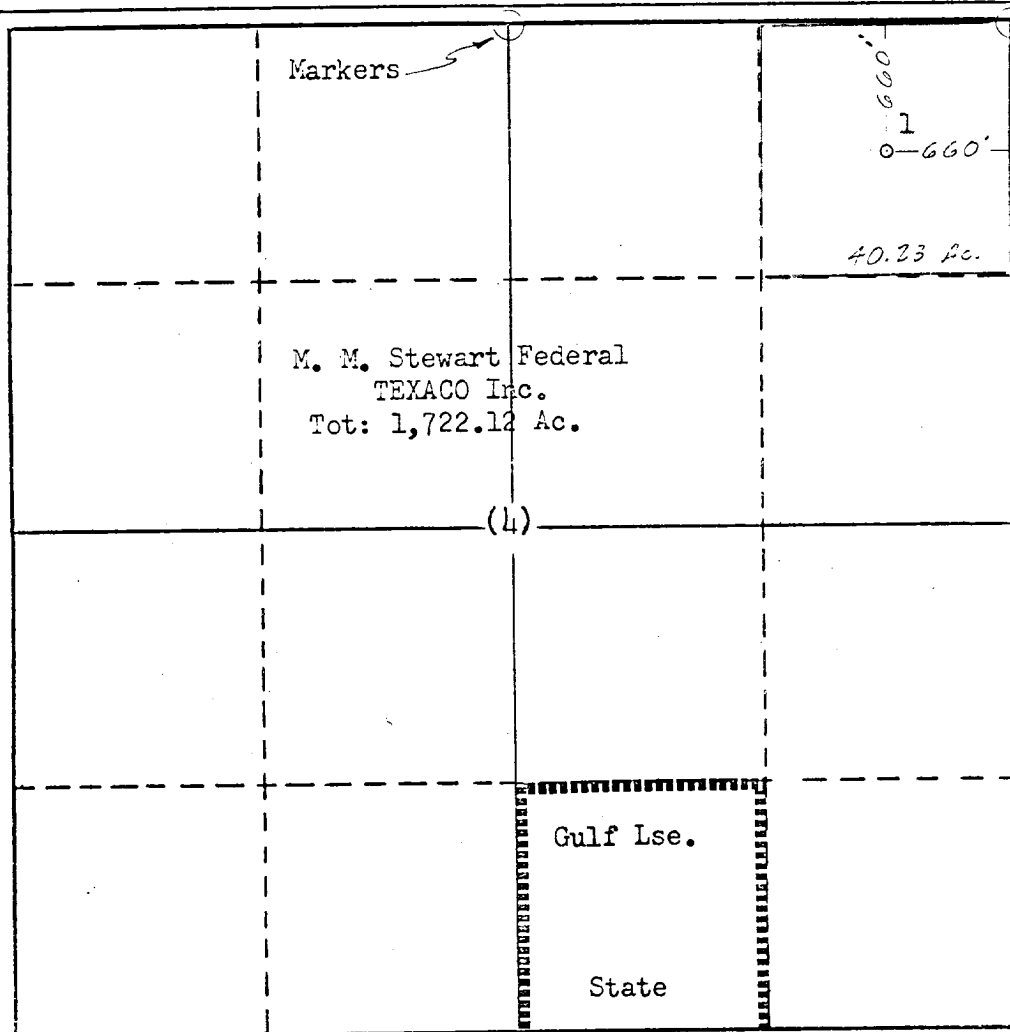 Markers
660'
1
660'
40.23 Ac.
M. M. Stewart Federal
TEXACO Inc.
Tot: 1,722.12 Ac.
(4)
Gulf Lse.
State